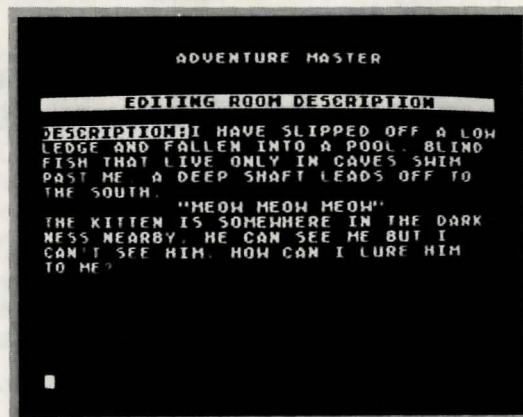 ADVENTURE MASTER
EDITING ROOM DESCRIPTION
DESCRIPTION:I HAVE SLIPPED OFF A LOW
LEDGE AND FALLEN INTO A POOL. BLIND
FISH THAT LIVE ONLY IN CAVES SWIM
PAST ME. A DEEP SHAFT LEADS OFF TO
THE SOUTH.
"MEOW MEOW MEOW"
THE KITTEN IS SOMEWHERE IN THE DARK
NESS NEARBY. HE CAN SEE ME BUT I
CAN'T SEE HIM. HOW CAN I LURE HIM
TO ME?